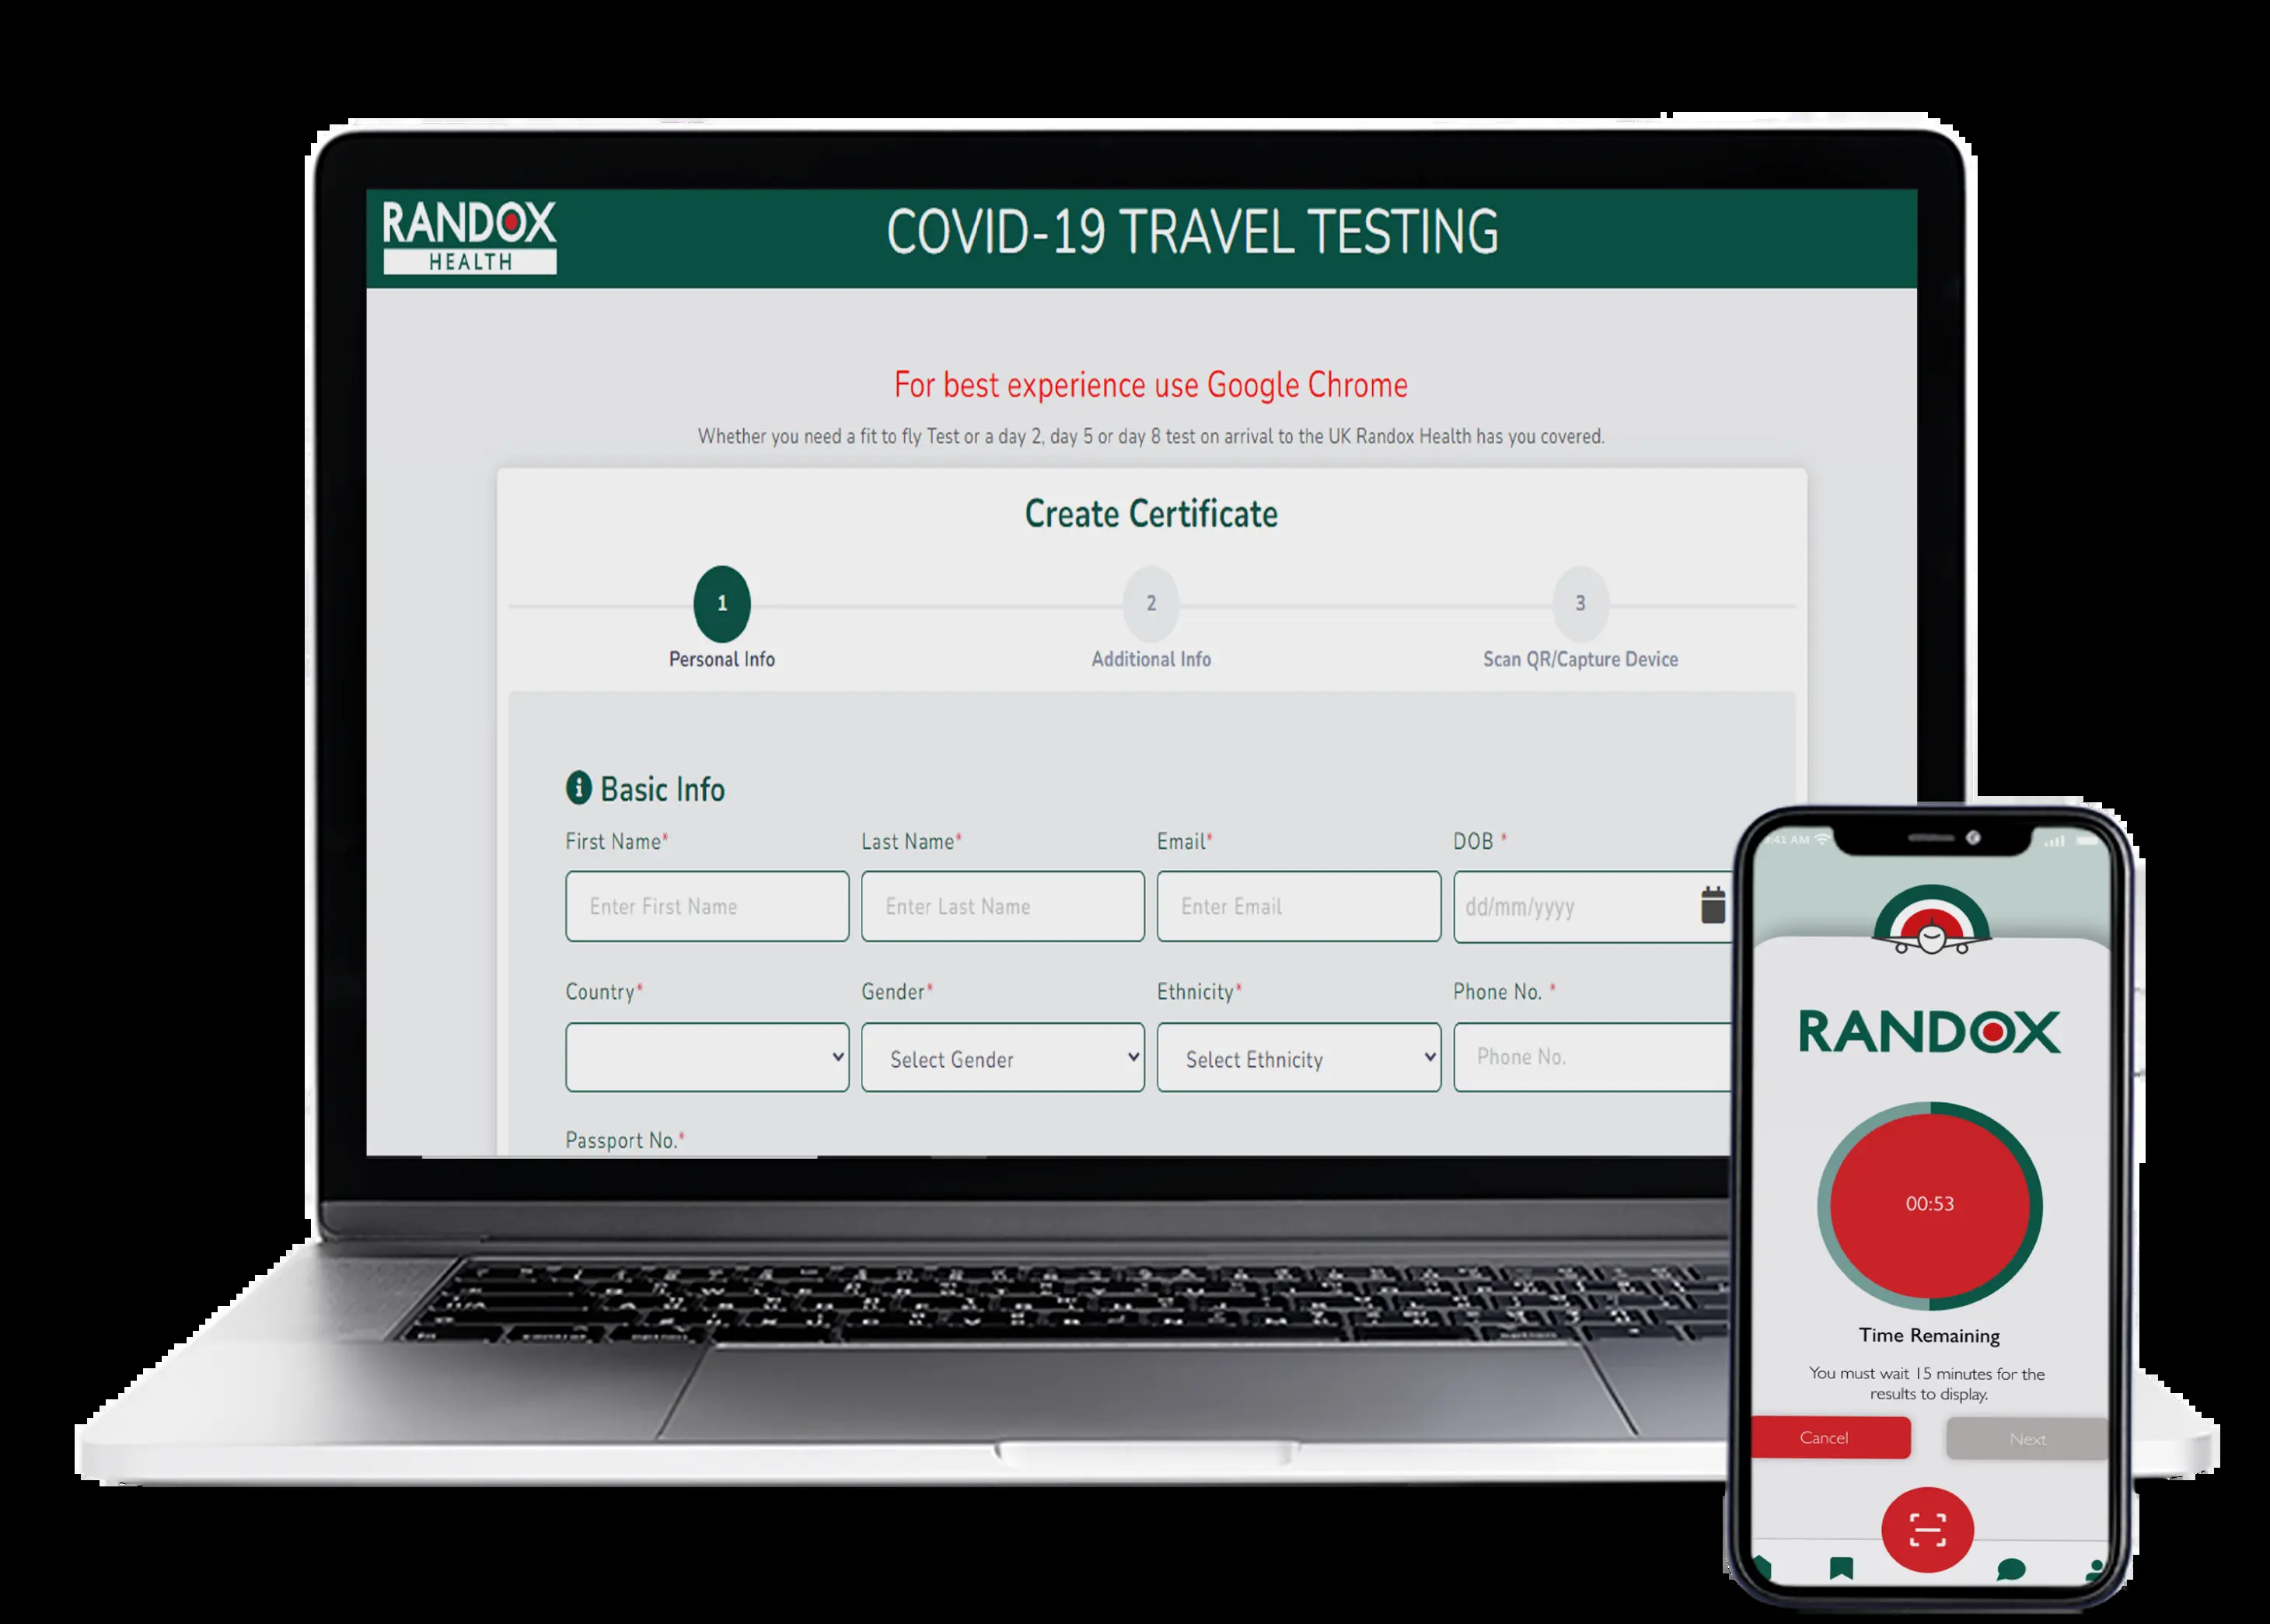 RANDOX
HEALTH
COVID-19 TRAVEL TESTING
For best experience use Google Chrome
Whether you need a fit to fly Test or a day 2, day 5 or day 8 test on arrival to the UK Randox Health has you covered.
Create Certificate
1 2 3
Personal Info Additional Info Scan QR/Capture Device
Basic Info
First Name* Last Name* Email* DOB *
Enter First Name Enter Last Name Enter Email dd/mm/yyyy
Country* Gender* Ethnicity* Phone No. *
Select Gender Select Ethnicity Phone No.
Passport No.*
:41 AM
RANDOX
00:53
Time Remaining
You must wait 15 minutes for the
results to display.
Cancel Next